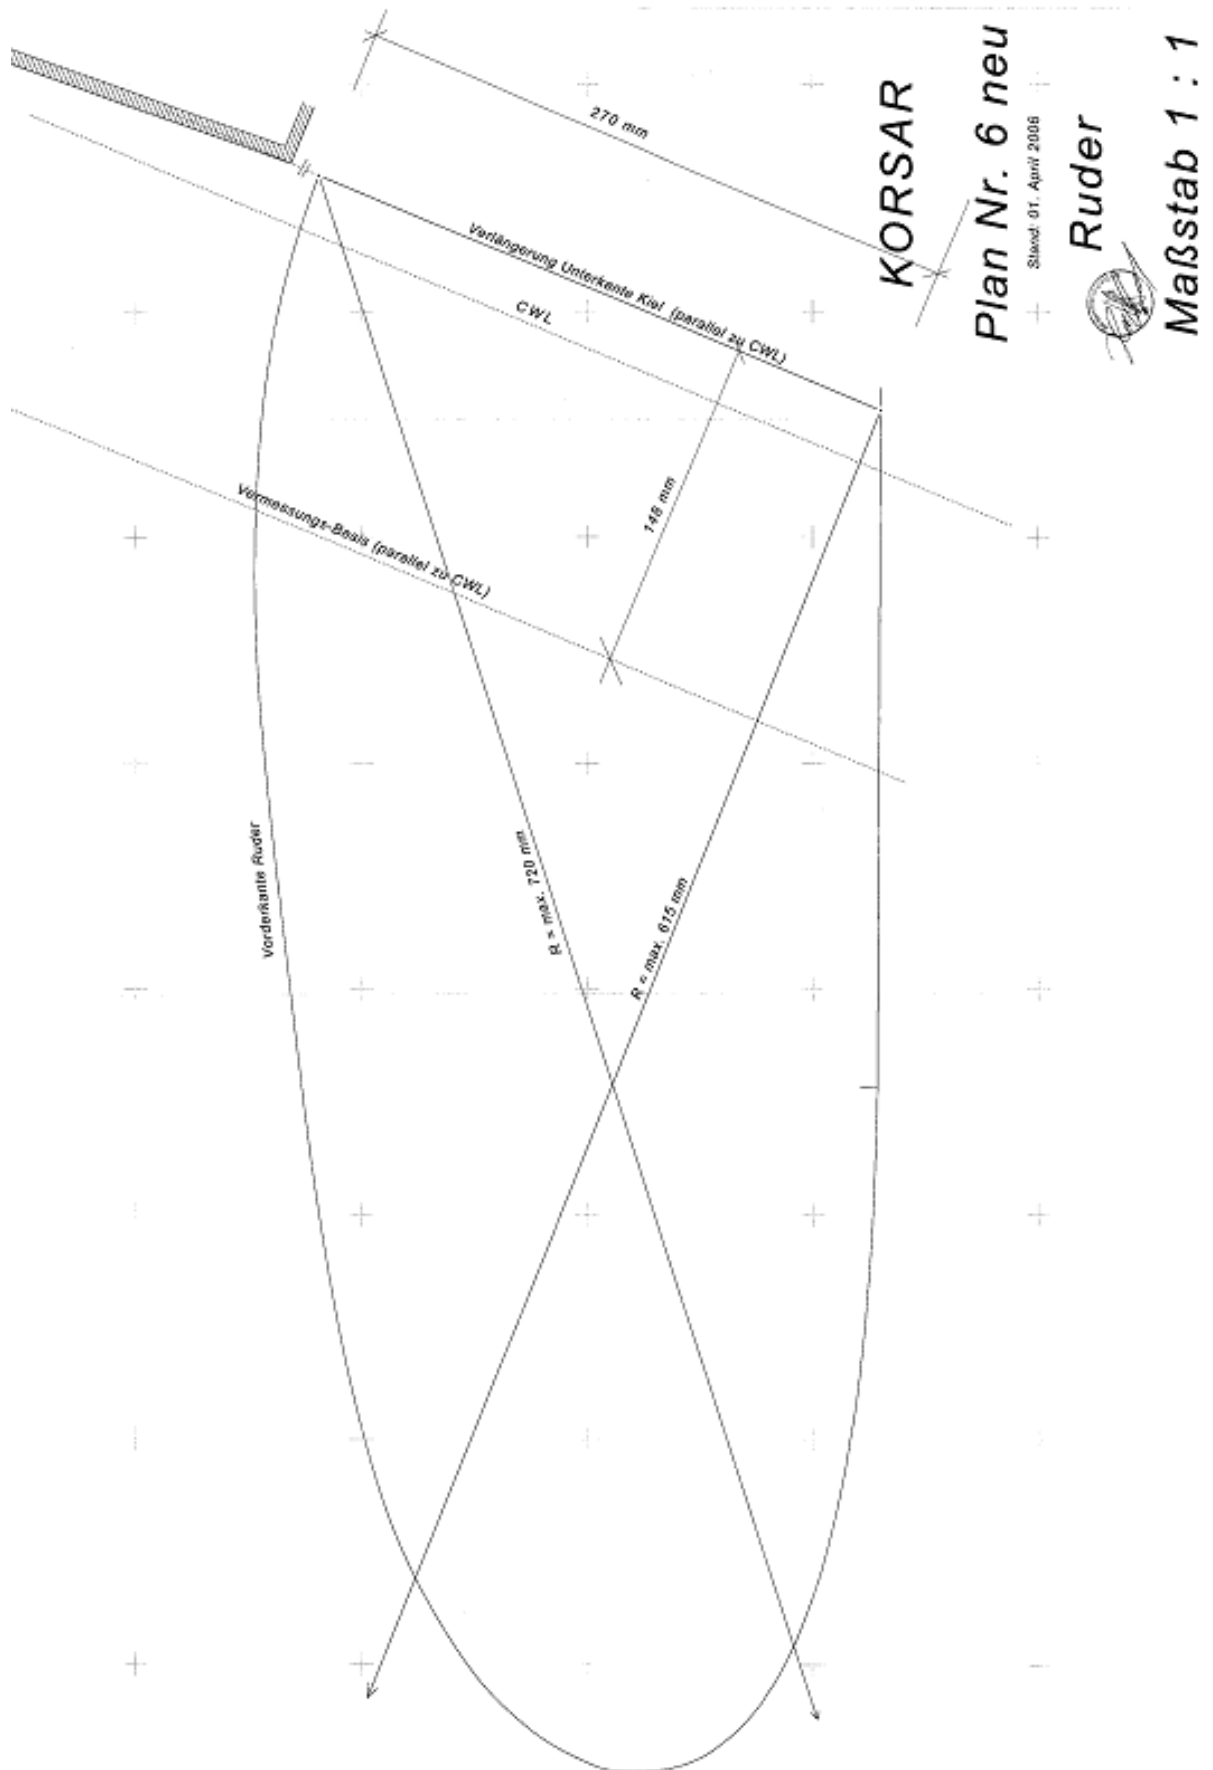 KORSAR
Plan Nr. 6 neu
Stand: 01. April 2006
Ruder
Maßstab 1 : 1
270 mm
Verlängerung Unterkante Kiel (parallel zu CWL)
CWL
148 mm
Vermessungs-Basis (parallel zu CWL)
Vorderkante Ruder
R = max. 720 mm
R = max. 615 mm